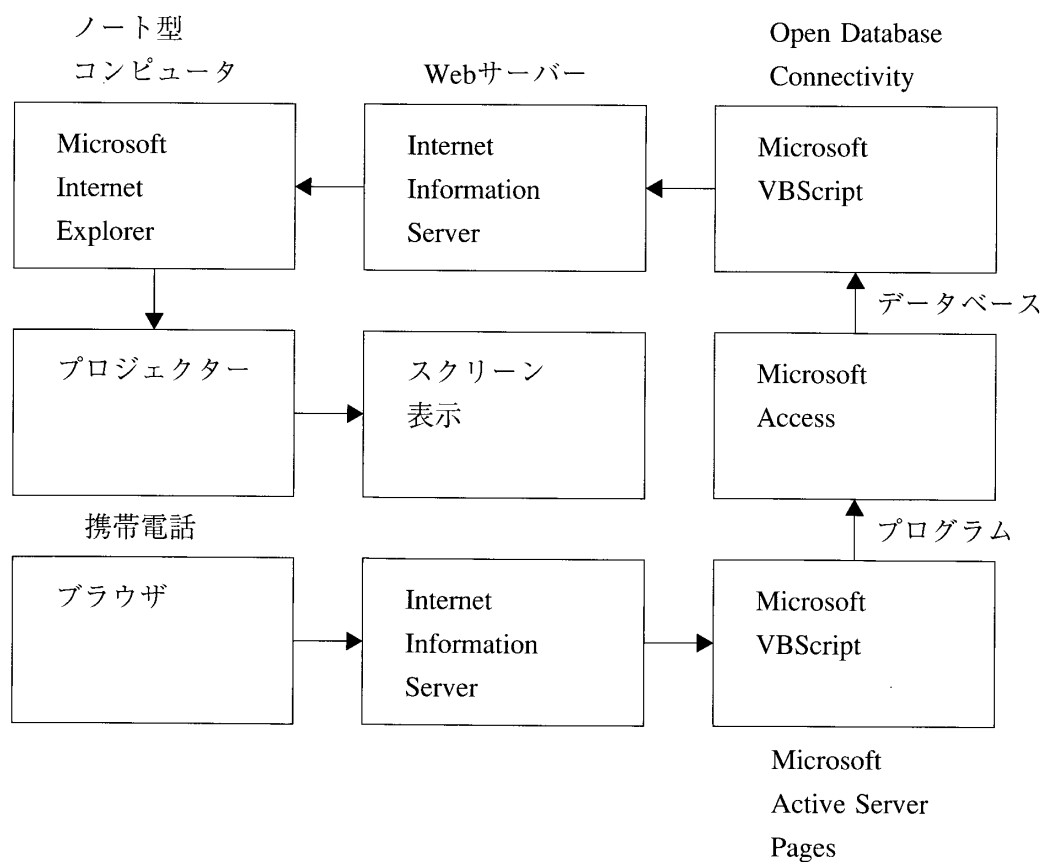 ノート型
コンピュータ
Webサーバー
Open Database
Connectivity
Microsoft
Internet
Explorer
Internet
Information
Server
Microsoft
VBScript
データベース
プロジェクター
スクリーン
表示
Microsoft
Access
携帯電話
プログラム
ブラウザ
Internet
Information
Server
Microsoft
VBScript
Microsoft
Active Server
Pages